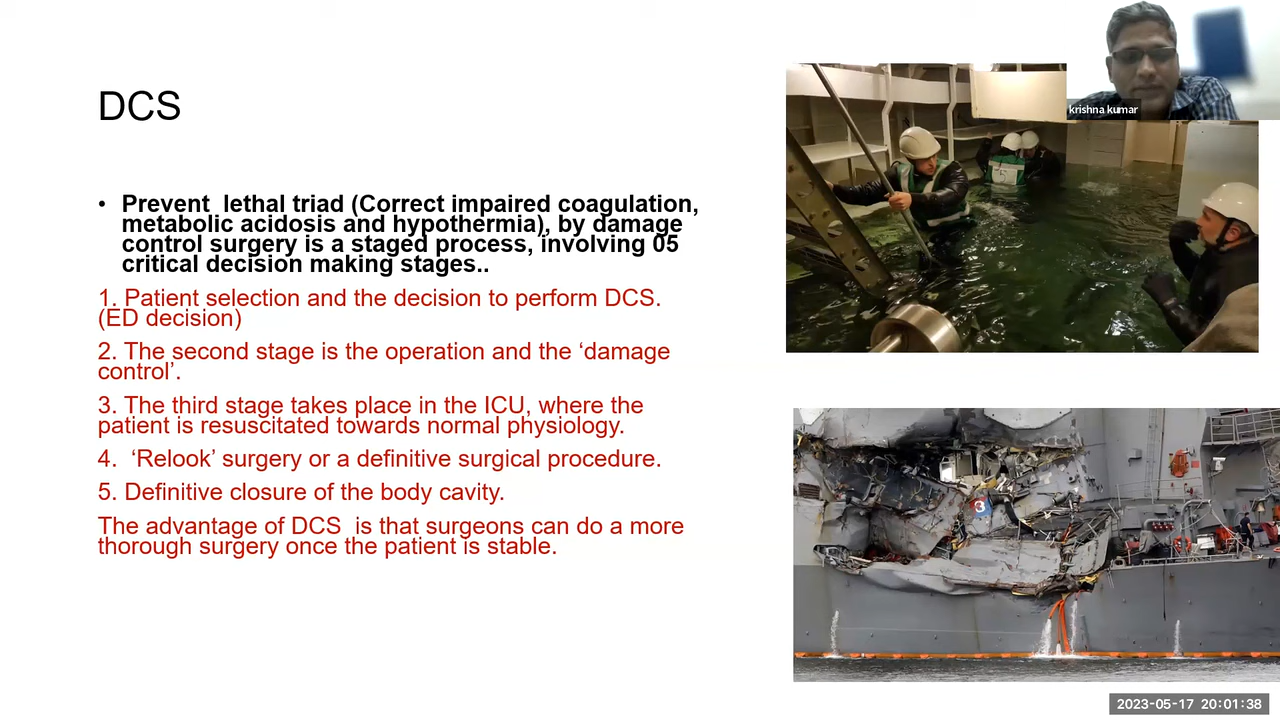 DCS
• Prevent lethal triad (Correct impaired coagulation,
metabolic acidosis and hypothermia), by damage
control surgery is a staged process, involving 05
critical decision making stages..
1. Patient selection and the decision to perform DCS.
(ED decision)
2. The second stage is the operation and the ‘damage
control’.
3. The third stage takes place in the ICU, where the
patient is resuscitated towards normal physiology.
4. ‘Relook’ surgery or a definitive surgical procedure.
5. Definitive closure of the body cavity.
The advantage of DCS is that surgeons can do a more
thorough surgery once the patient is stable.
krishna kumar
3
2023-05-17 20:01:38